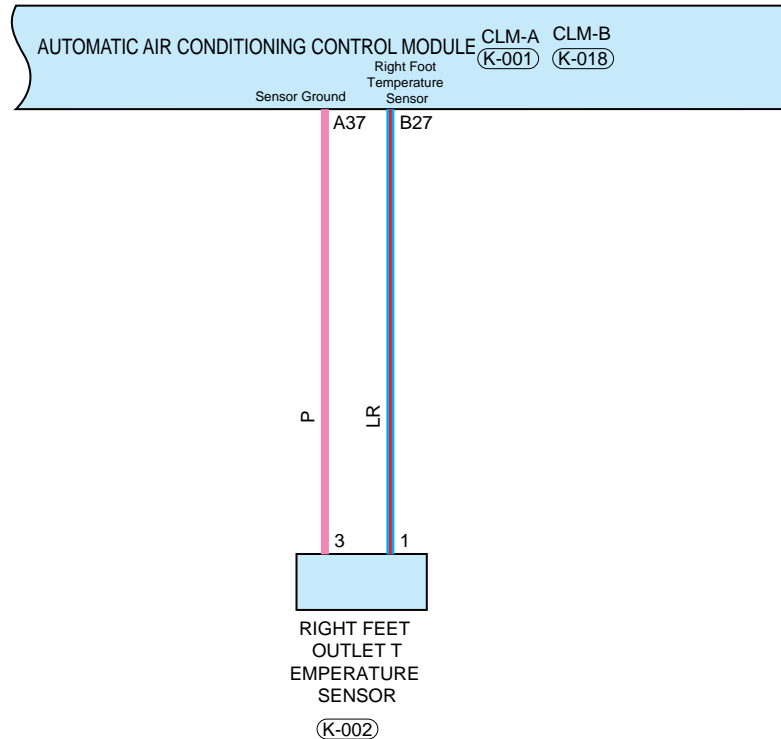 AUTOMATIC AIR CONDITIONING CONTROL MODULE CLM-A CLM-B
K-001 K-018
Right Foot
Temperature
Sensor
Sensor Ground
A37 B27
P LR
3 1
RIGHT FEET
OUTLET T
EMPERATURE
SENSOR
K-002